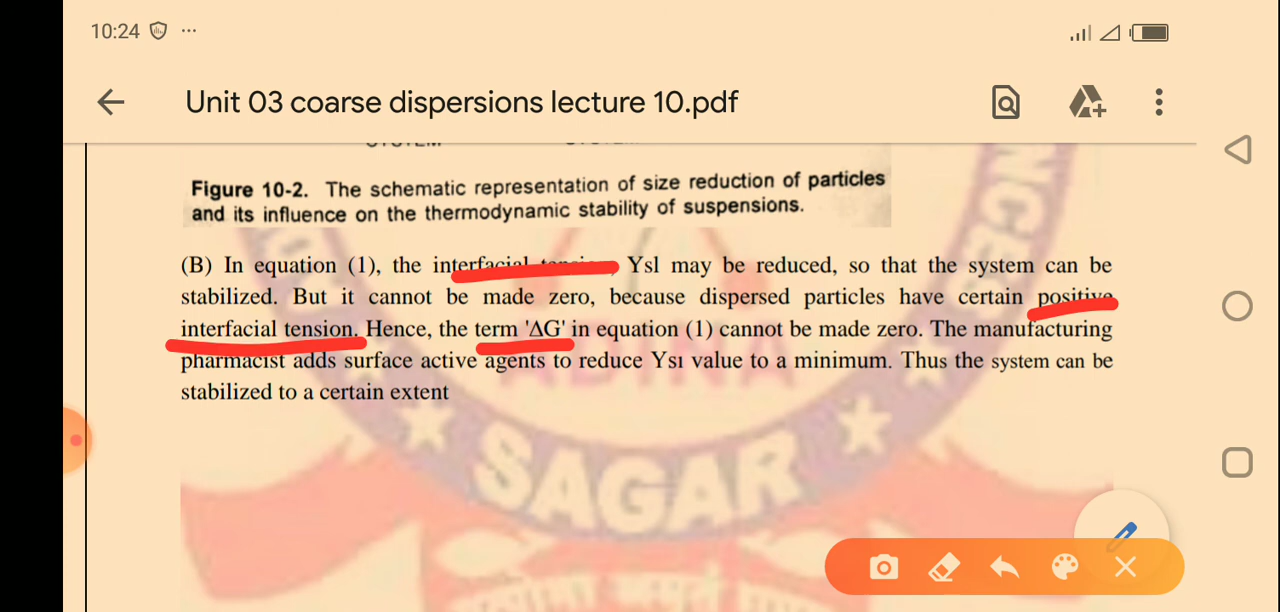 10:24
Unit 03 coarse dispersions lecture 10.pdf
Figure 10-2. The schematic representation of size reduction of particles
and its influence on the thermodynamic stability of suspensions.
(B) In equation (1), the interfacial tension, Ysl may be reduced, so that the system can be
stabilized. But it cannot be made zero, because dispersed particles have certain positive
interfacial tension. Hence, the term 'ΔG' in equation (1) cannot be made zero. The manufacturing
pharmacist adds surface active agents to reduce Ysı value to a minimum. Thus the system can be
stabilized to a certain extent
SAGAR